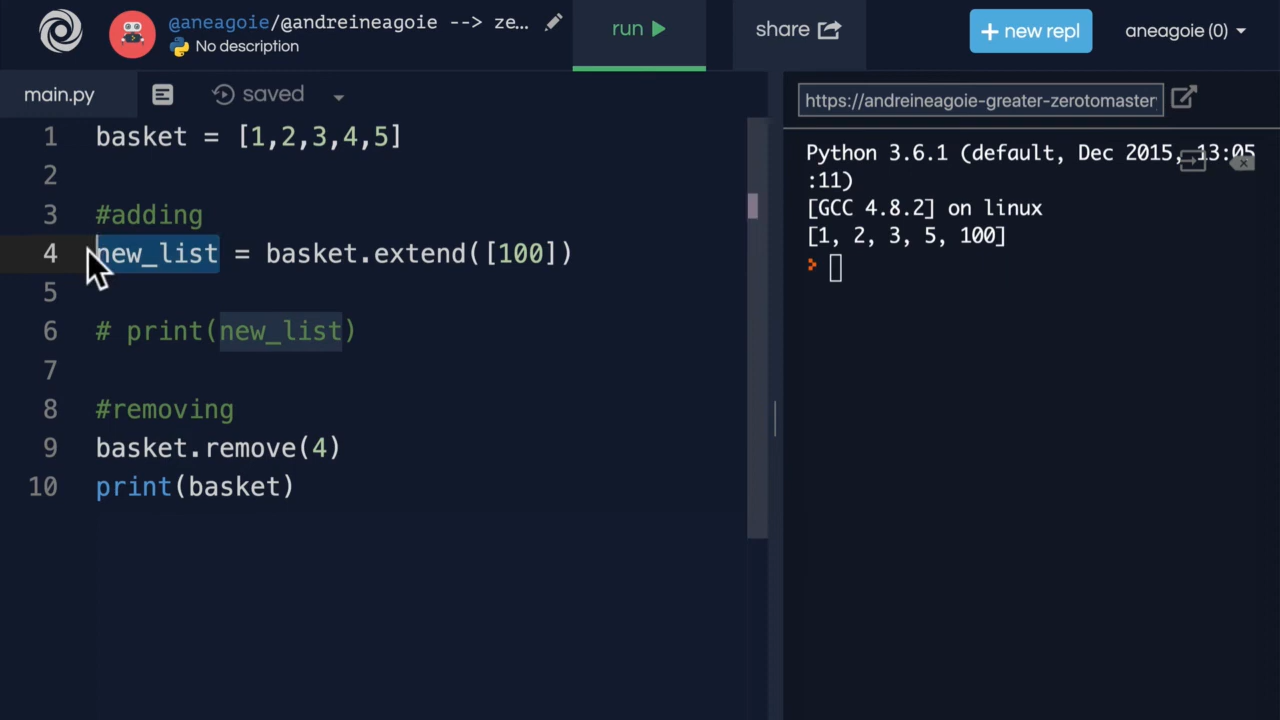 @aneagoie/@andreineagoie --> ze...
No description
run
share
+ new repl
aneagoie (0)
main.py
saved
https://andreineagoie-greater-zerotomaster
1 basket = [1,2,3,4,5]
2
3 #adding
4 new_list = basket.extend([100])
5
6 # print(new_list)
7
8 #removing
9 basket.remove(4)
10 print(basket)
Python 3.6.1 (default, Dec 2015, 13:05
:11)
[GCC 4.8.2] on linux
[1, 2, 3, 5, 100]